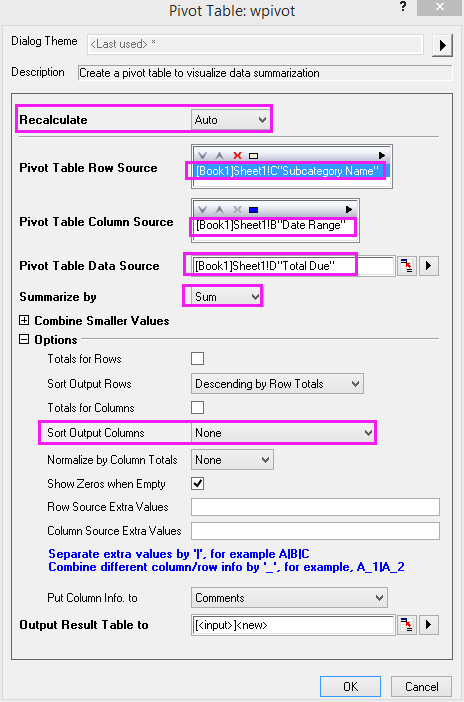 Pivot Table: wpivot
Dialog Theme <Last used> *
Description Create a pivot table to visualize data summarization
Recalculate Auto
Pivot Table Row Source [Book1]Sheet1!C"Subcategory Name"
Pivot Table Column Source [Book1]Sheet1!B"Date Range"
Pivot Table Data Source [Book1]Sheet1!D"Total Due"
Summarize by Sum
Combine Smaller Values
Options
Totals for Rows
Sort Output Rows Descending by Row Totals
Totals for Columns
Sort Output Columns None
Normalize by Column Totals None
Show Zeros when Empty
Row Source Extra Values
Column Source Extra Values
Separate extra values by '|', for example A|B|C
Combine different column/row info by '_', for example, A_1|A_2
Put Column Info. to Comments
Output Result Table to [<input>]<new>
OK Cancel